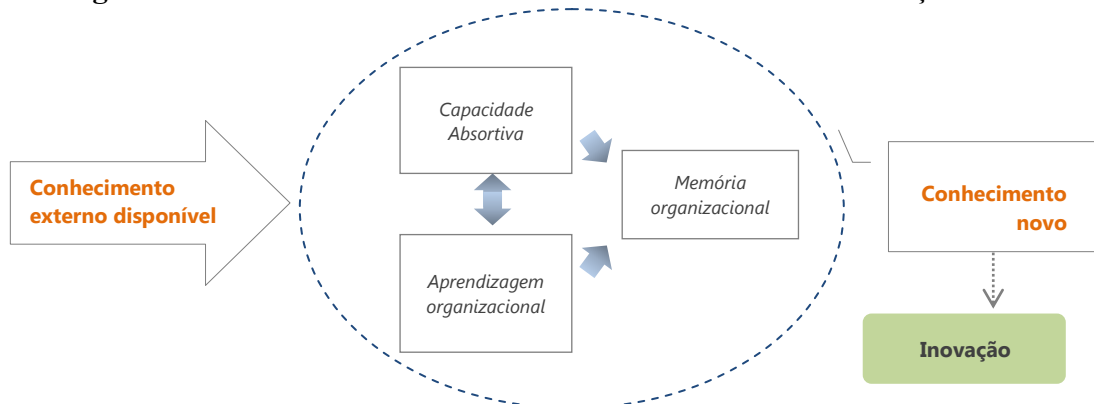 Capacidade
Absortiva
Conhecimento
externo disponível
Memória
organizacional
Conhecimento
novo
Aprendizagem
organizacional
Inovação